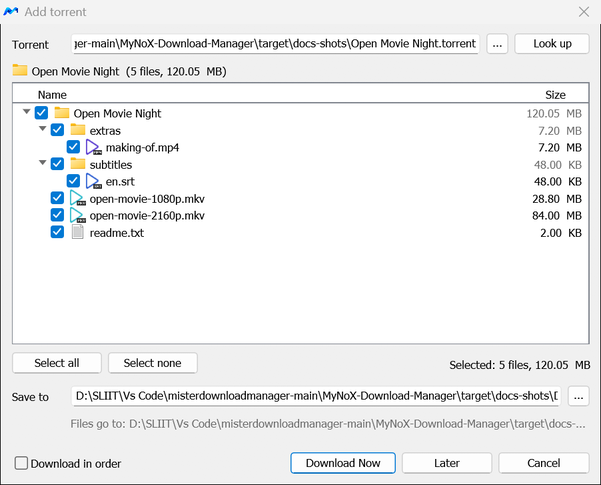 Add torrent
Torrent ger-main\MyNoX-Download-Manager\target\docs-shots\Open Movie Night.torrent ... Look up
Open Movie Night (5 files, 120.05 MB)
Name Size
Open Movie Night 120.05 MB
extras 7.20 MB
making-of.mp4 7.20 MB
subtitles 48.00 KB
en.srt 48.00 KB
open-movie-1080p.mkv 28.80 MB
open-movie-2160p.mkv 84.00 MB
readme.txt 2.00 KB
Select all Select none Selected: 5 files, 120.05 MB
Save to D:\SLIIT\Vs Code\misterdownloadmanager-main\MyNoX-Download-Manager\target\docs-shots\ ...
Files go to: D:\SLIIT\Vs Code\misterdownloadmanager-main\MyNoX-Download-Manager\target\docs-...
Download in order Download Now Later Cancel